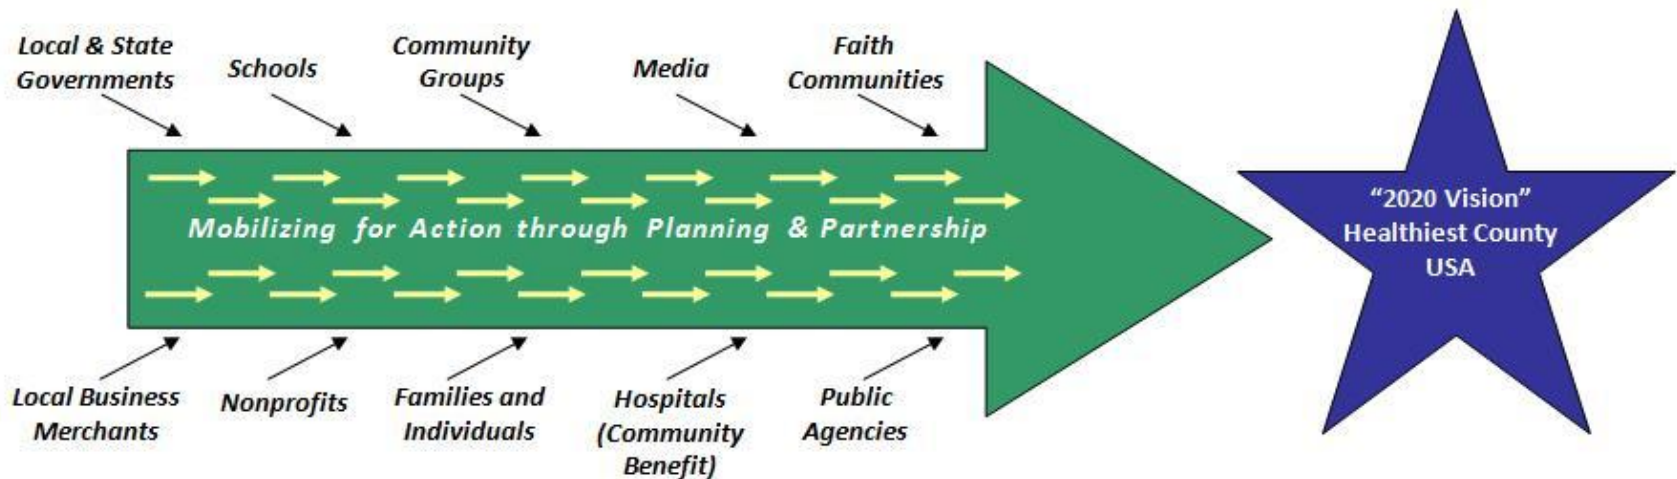 Local & State
Governments
Schools
Community
Groups
Media
Faith
Communities
Mobilizing for Action through Planning & Partnership
“2020 Vision”
Healthiest County
USA
Local Business
Merchants
Nonprofits
Families and
Individuals
Hospitals
(Community
Benefit)
Public
Agencies